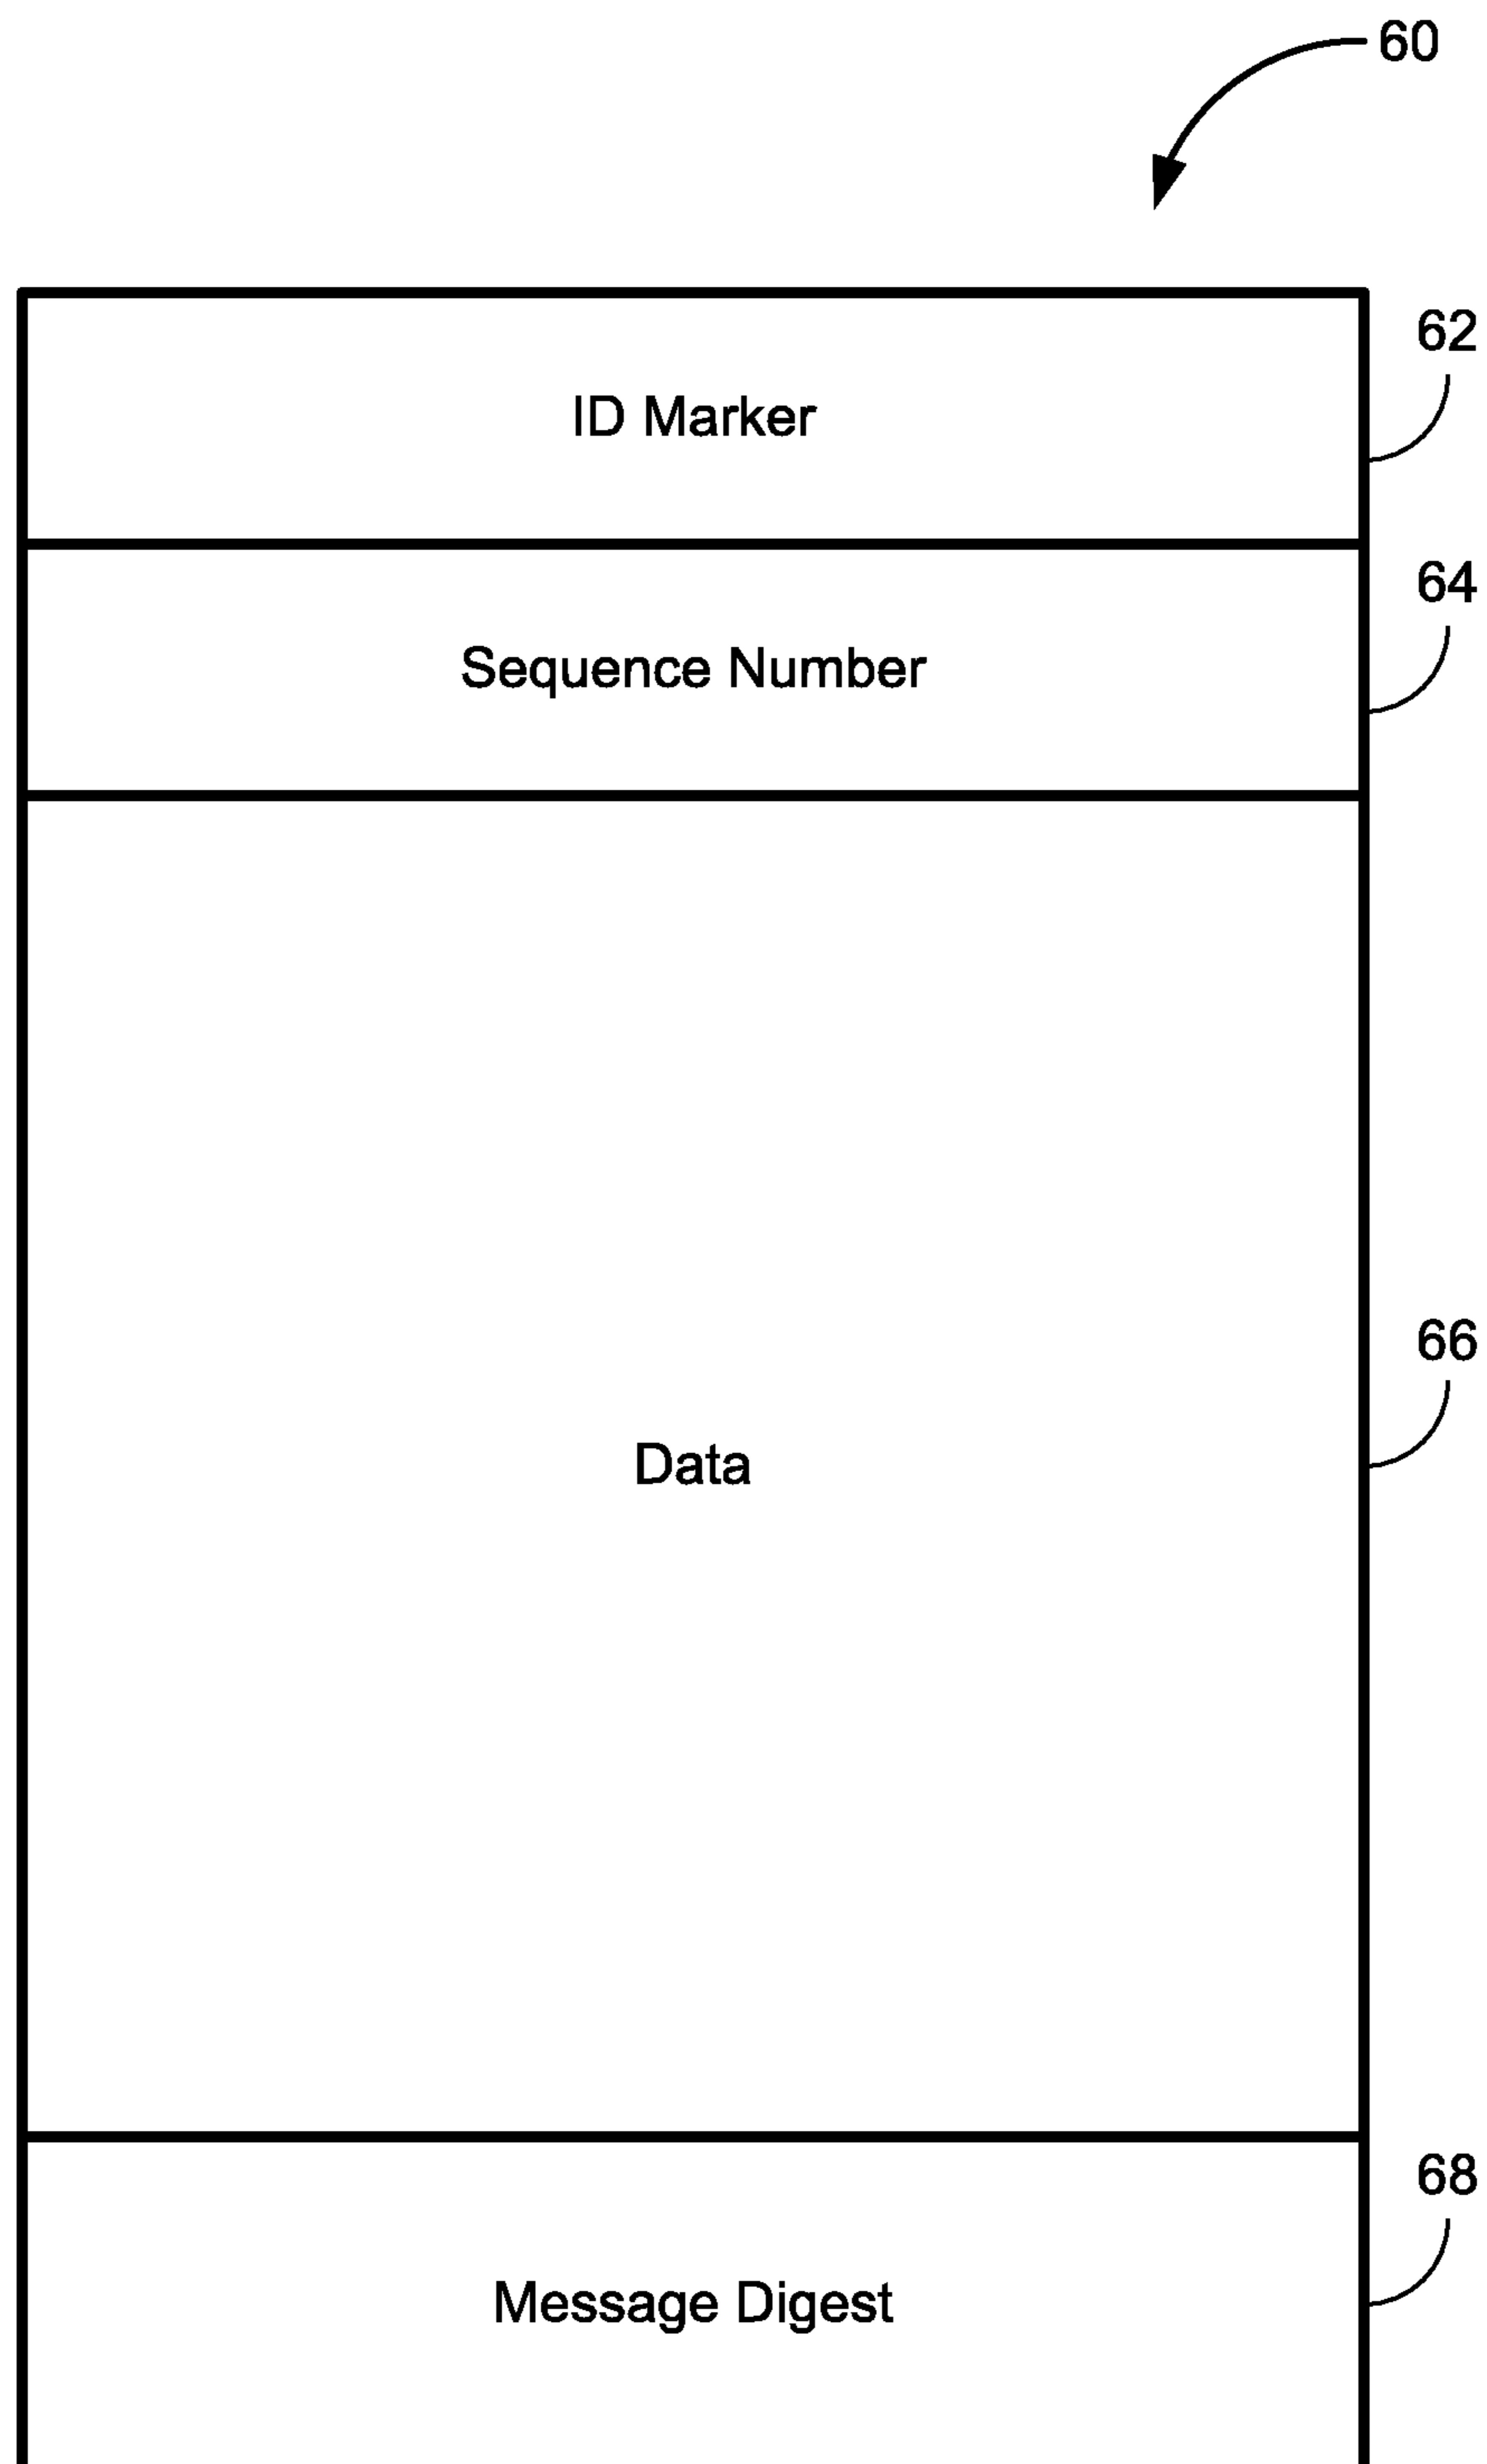 60
62
ID Marker
64
Sequence Number
66
Data
68
Message Digest